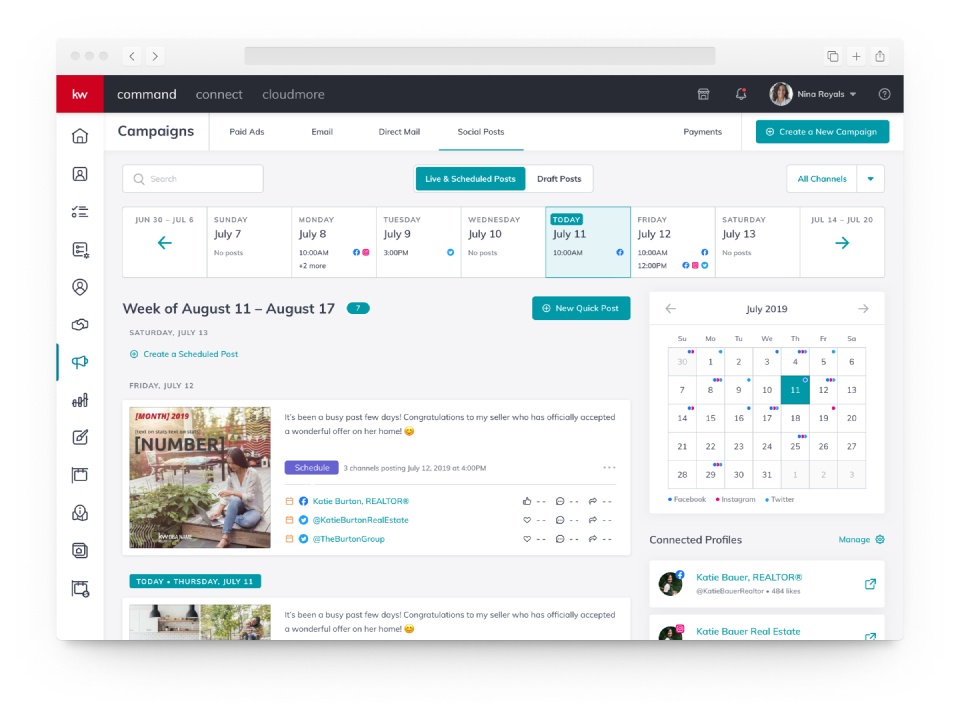 kw command connect cloudmore Nina Royals
Campaigns Paid Ads Email Direct Mail Social Posts Payments Create a New Campaign
Search Live & Scheduled Posts Draft Posts All Channels
JUN 30 – JUL 6
SUNDAY
July 7
No posts
MONDAY
July 8
10:00AM
+2 more
TUESDAY
July 9
3:00PM
WEDNESDAY
July 10
No posts
TODAY
July 11
10:00AM
FRIDAY
July 12
10:00AM
12:00PM
SATURDAY
July 13
No posts
JUL 14 – JUL 20
Week of August 11 – August 17 7 New Quick Post
SATURDAY, JULY 13
Create a Scheduled Post
FRIDAY, JULY 12
[MONTH] 2019
[text on stats text on stats]
[NUMBER]
kw DBA NAME
It's been a busy past few days! Congratulations to my seller who has officially accepted
a wonderful offer on her home! 😊
Schedule 3 channels posting July 12, 2019 at 4:00PM
Katie Burton, REALTOR® -- -- --
@KatieBurtonRealEstate -- -- --
@TheBurtonGroup -- -- --
TODAY • THURSDAY, JULY 11
It's been a busy past few days! Congratulations to my seller who has officially accepted
a wonderful offer on her home! 😊
July 2019
Su Mo Tu We Th Fr Sa
30 1 2 3 4 5 6
7 8 9 10 11 12 13
14 15 16 17 18 19 20
21 22 23 24 25 26 27
28 29 30 31 1 2 3
Facebook Instagram Twitter
Connected Profiles Manage
Katie Bauer, REALTOR®
@KatieBauerRealtor • 484 likes
Katie Bauer Real Estate